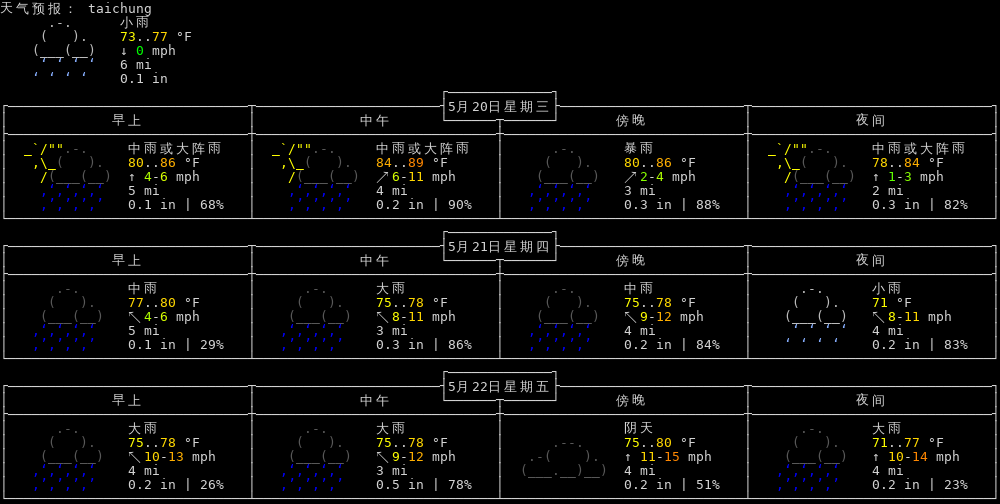 天气预报： taichung
小雨
73..77 °F
↓ 0 mph
6 mi
0.1 in
5月20日星期三
早上 中午 傍晚 夜间
中雨或大阵雨 中雨或大阵雨 暴雨 中雨或大阵雨
80..86 °F 84..89 °F 80..86 °F 78..84 °F
↑ 4-6 mph ↗ 6-11 mph ↗ 2-4 mph ↑ 1-3 mph
5 mi 4 mi 3 mi 2 mi
0.1 in | 68% 0.2 in | 90% 0.3 in | 88% 0.3 in | 82%
5月21日星期四
早上 中午 傍晚 夜间
中雨 大雨 中雨 小雨
77..80 °F 75..78 °F 75..78 °F 71 °F
↖ 4-6 mph ↖ 8-11 mph ↖ 9-12 mph ↖ 8-11 mph
5 mi 3 mi 4 mi 4 mi
0.1 in | 29% 0.3 in | 86% 0.2 in | 84% 0.2 in | 83%
5月22日星期五
早上 中午 傍晚 夜间
大雨 大雨 阴天 大雨
75..78 °F 75..78 °F 75..80 °F 71..77 °F
↖ 10-13 mph ↖ 9-12 mph ↑ 11-15 mph ↑ 10-14 mph
4 mi 3 mi 4 mi 4 mi
0.2 in | 26% 0.5 in | 78% 0.2 in | 51% 0.2 in | 23%